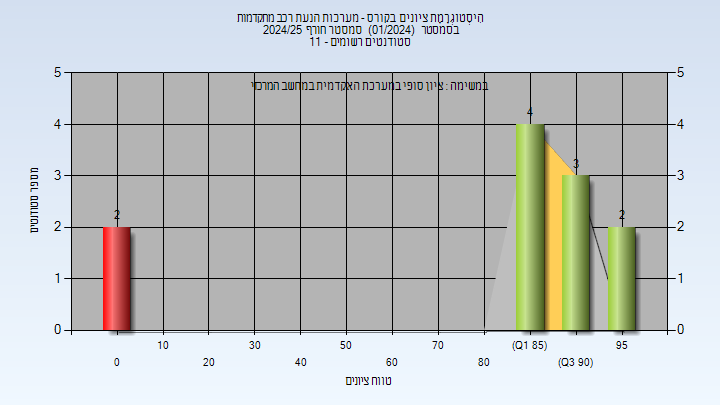 היסטוגרמת ציונים בקורס - מערכות הנעת רכב מתקדמות
בסמסטר (01/2024) סמסטר חורף 2024/25
סטודנטים רשומים - 11
במשימה : ציון סופי במערכת האקדמית במחשב המרכזי
5 5
4 4
3 3
2 2
1 1
0 0
מספר סטודנטים
2 4 3 2
10 30 50 70 (Q1 85) 95
0 20 40 60 80 (Q3 90)
טווח ציונים